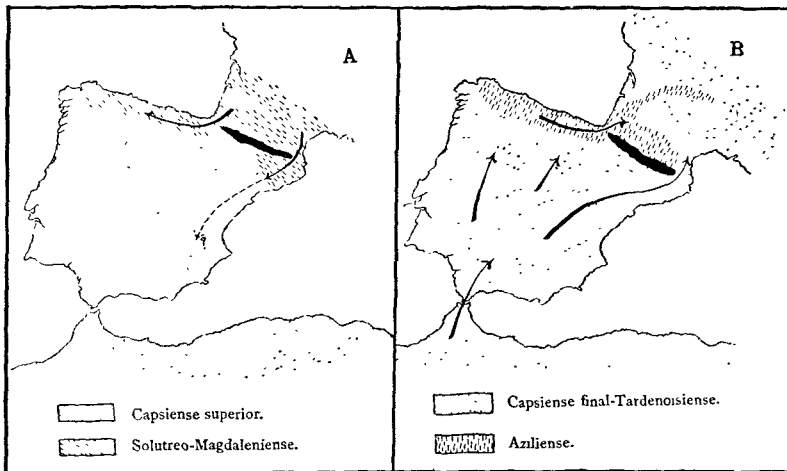 A
Capsiense superior.
Solutreo-Magdaleniense.
B
Capsiense final-Tardenoisiense.
Aziliense.